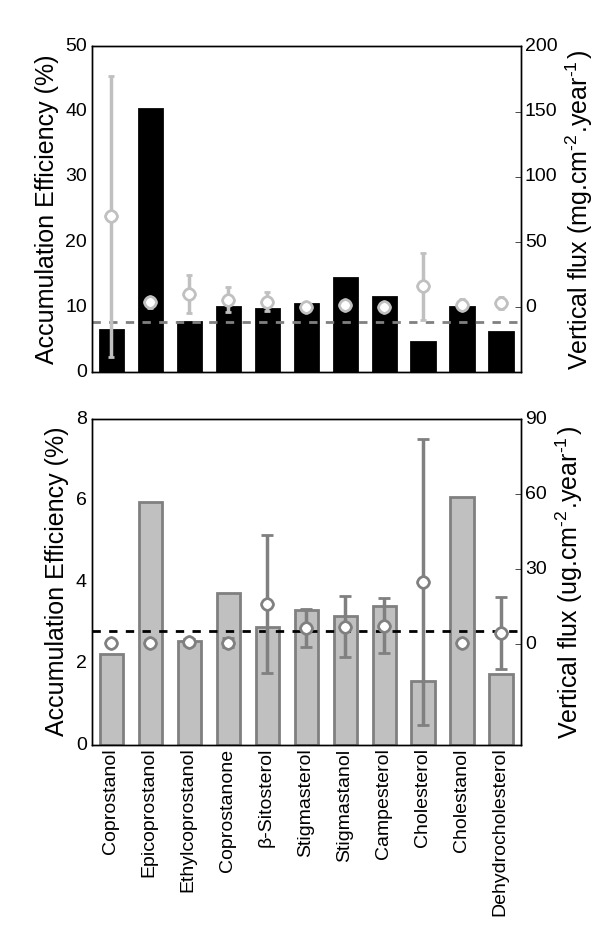 50
40
30
20
10
0
Accumulation Efficiency (%)
200
150
100
50
0
Vertical flux (mg.cm-2.year-1)
8
6
4
2
0
Accumulation Efficiency (%)
90
60
30
0
Vertical flux (ug.cm-2.year-1)
Coprostanol
Epicoprostanol
Ethylcoprostanol
Coprostanone
β-Sitosterol
Stigmasterol
Stigmastanol
Campesterol
Cholesterol
Cholestanol
Dehydrocholesterol